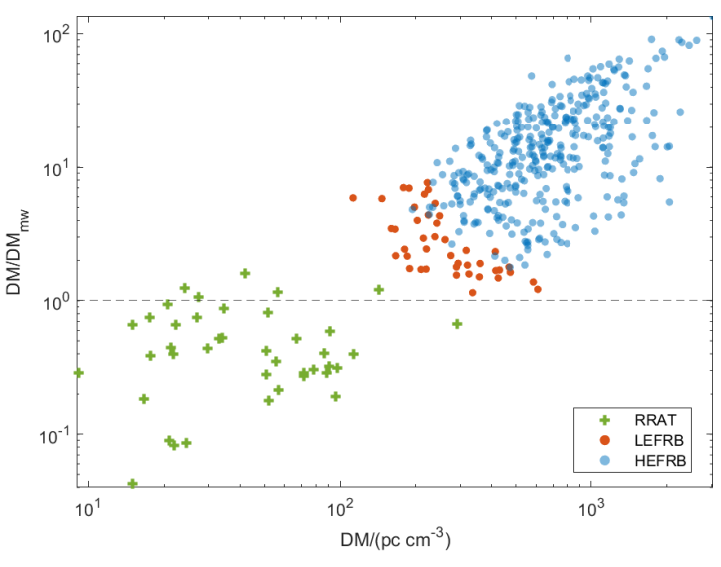 10²
10¹
10⁰
10⁻¹
DM/DMₘw
RRAT
LEFRB
HEFRB
10¹
10²
10³
DM/(pc cm⁻³)